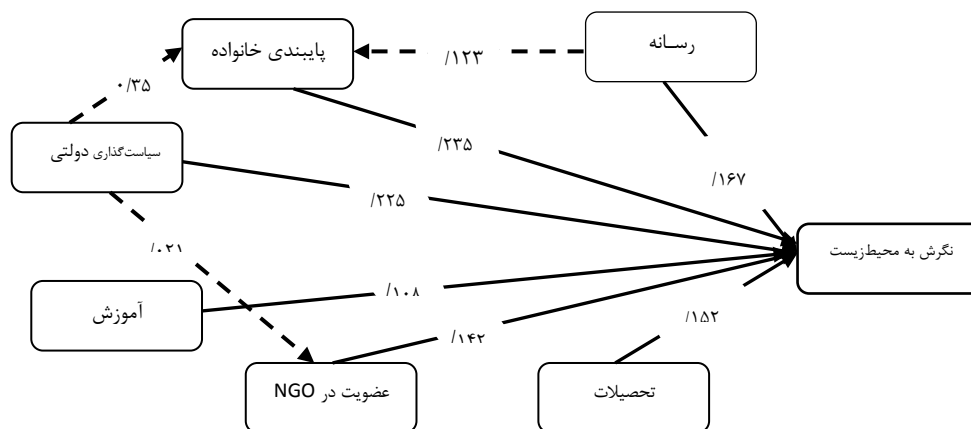 رسـانه
پایبندی خانواده
/۱۲۳
۰/۳۵
سیاست‌گذاری دولتی
/۲۳۵
/۱۶۷
/۲۲۵
نگرش به محیط‌زیست
/۰۲۱
آموزش
/۱۰۸
/۱۴۲
/۱۵۲
عضویت در NGO
تحصیلات